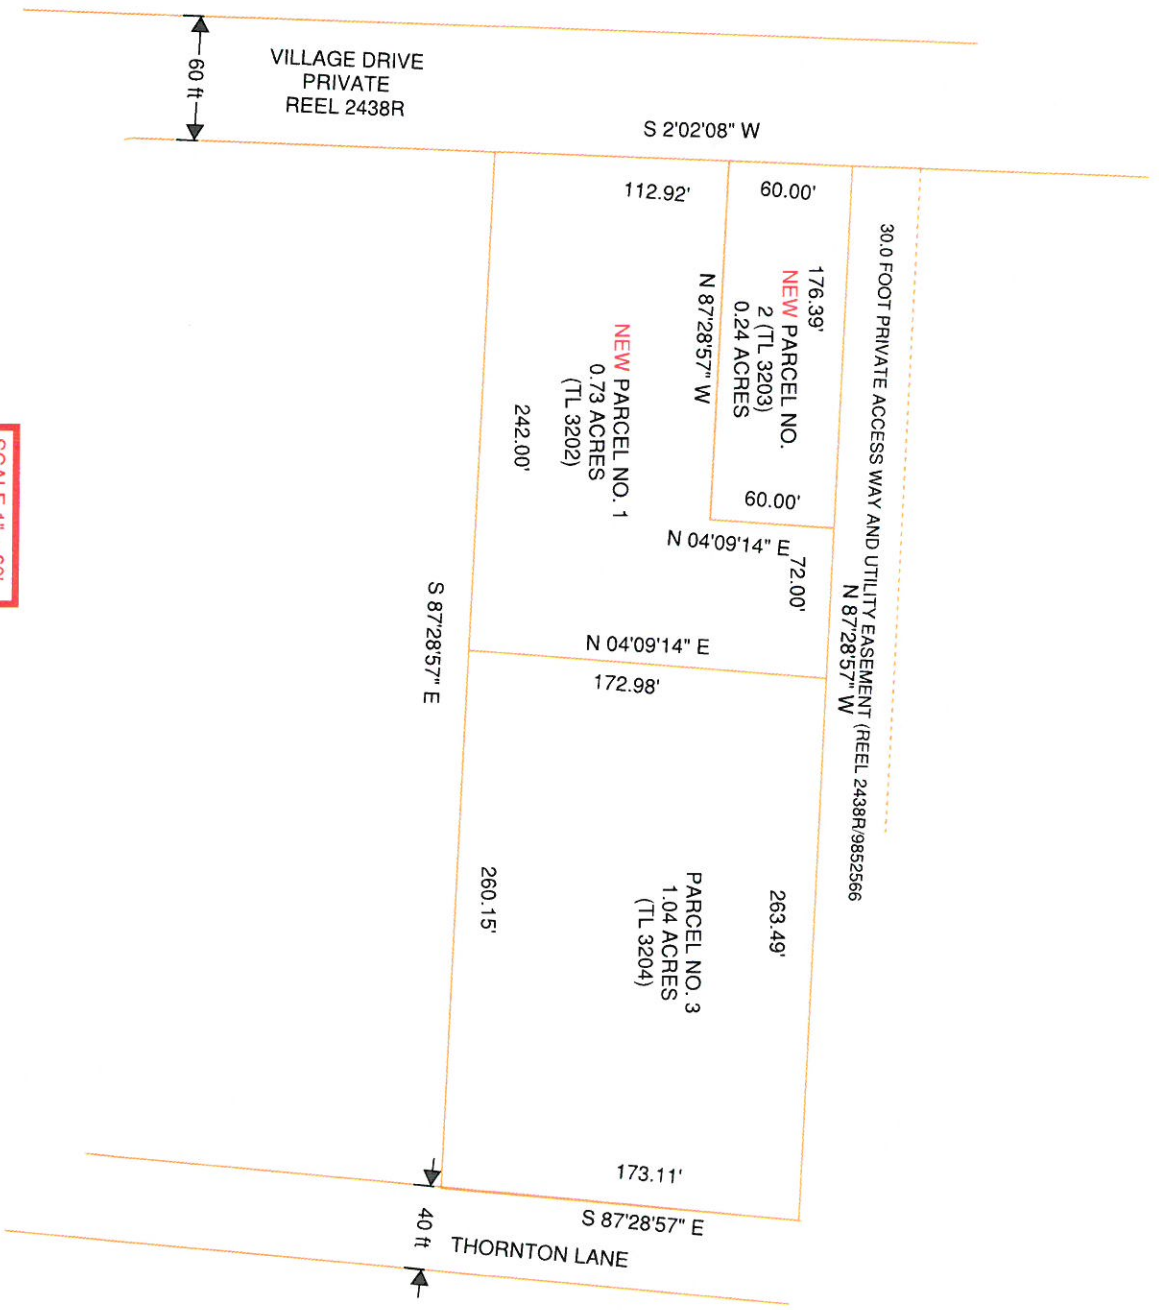 VILLAGE DRIVE
PRIVATE
REEL 2438R
60 ft
S 2'02'08" W
112.92'
60.00'
30.0 FOOT PRIVATE ACCESS WAY AND UTILITY EASEMENT (REEL 2438R/9852566
N 87'28'57" W
176.39'
NEW PARCEL NO.
2 (TL 3203)
0.24 ACRES
N 87'28'57" W
60.00'
N 04'09'14" E
72.00'
NEW PARCEL NO. 1
0.73 ACRES
(TL 3202)
242.00'
S 87'28'57" E
N 04'09'14" E
172.98'
263.49'
PARCEL NO. 3
1.04 ACRES
(TL 3204)
260.15'
173.11'
S 87'28'57" E
40 ft
THORNTON LANE